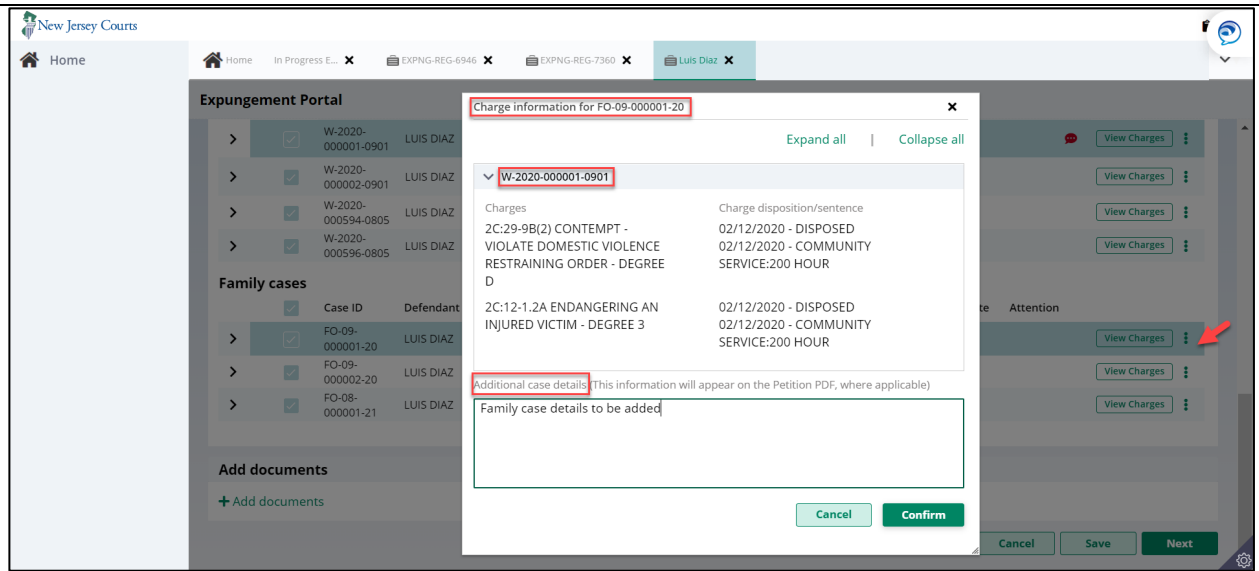 New Jersey Courts
Home
Home
In Progress E...
EXPNG-REG-6946
EXPNG-REG-7360
Luis Diaz
Expungement Portal
W-2020-
000001-0901
LUIS DIAZ
View Charges
W-2020-
000002-0901
LUIS DIAZ
View Charges
W-2020-
000594-0805
LUIS DIAZ
View Charges
W-2020-
000596-0805
LUIS DIAZ
View Charges
Family cases
Case ID
Defendant
te
Attention
FO-09-
000001-20
LUIS DIAZ
View Charges
FO-09-
000002-20
LUIS DIAZ
View Charges
FO-08-
000001-21
LUIS DIAZ
View Charges
Add documents
+ Add documents
Cancel
Save
Next
Charge information for FO-09-000001-20
Expand all | Collapse all
W-2020-000001-0901
Charges
2C:29-9B(2) CONTEMPT -
VIOLATE DOMESTIC VIOLENCE
RESTRAINING ORDER - DEGREE
D
Charge disposition/sentence
02/12/2020 - DISPOSED
02/12/2020 - COMMUNITY
SERVICE:200 HOUR
2C:12-1.2A ENDANGERING AN
INJURED VICTIM - DEGREE 3
02/12/2020 - DISPOSED
02/12/2020 - COMMUNITY
SERVICE:200 HOUR
Additional case details (This information will appear on the Petition PDF, where applicable)
Family case details to be added
Cancel
Confirm